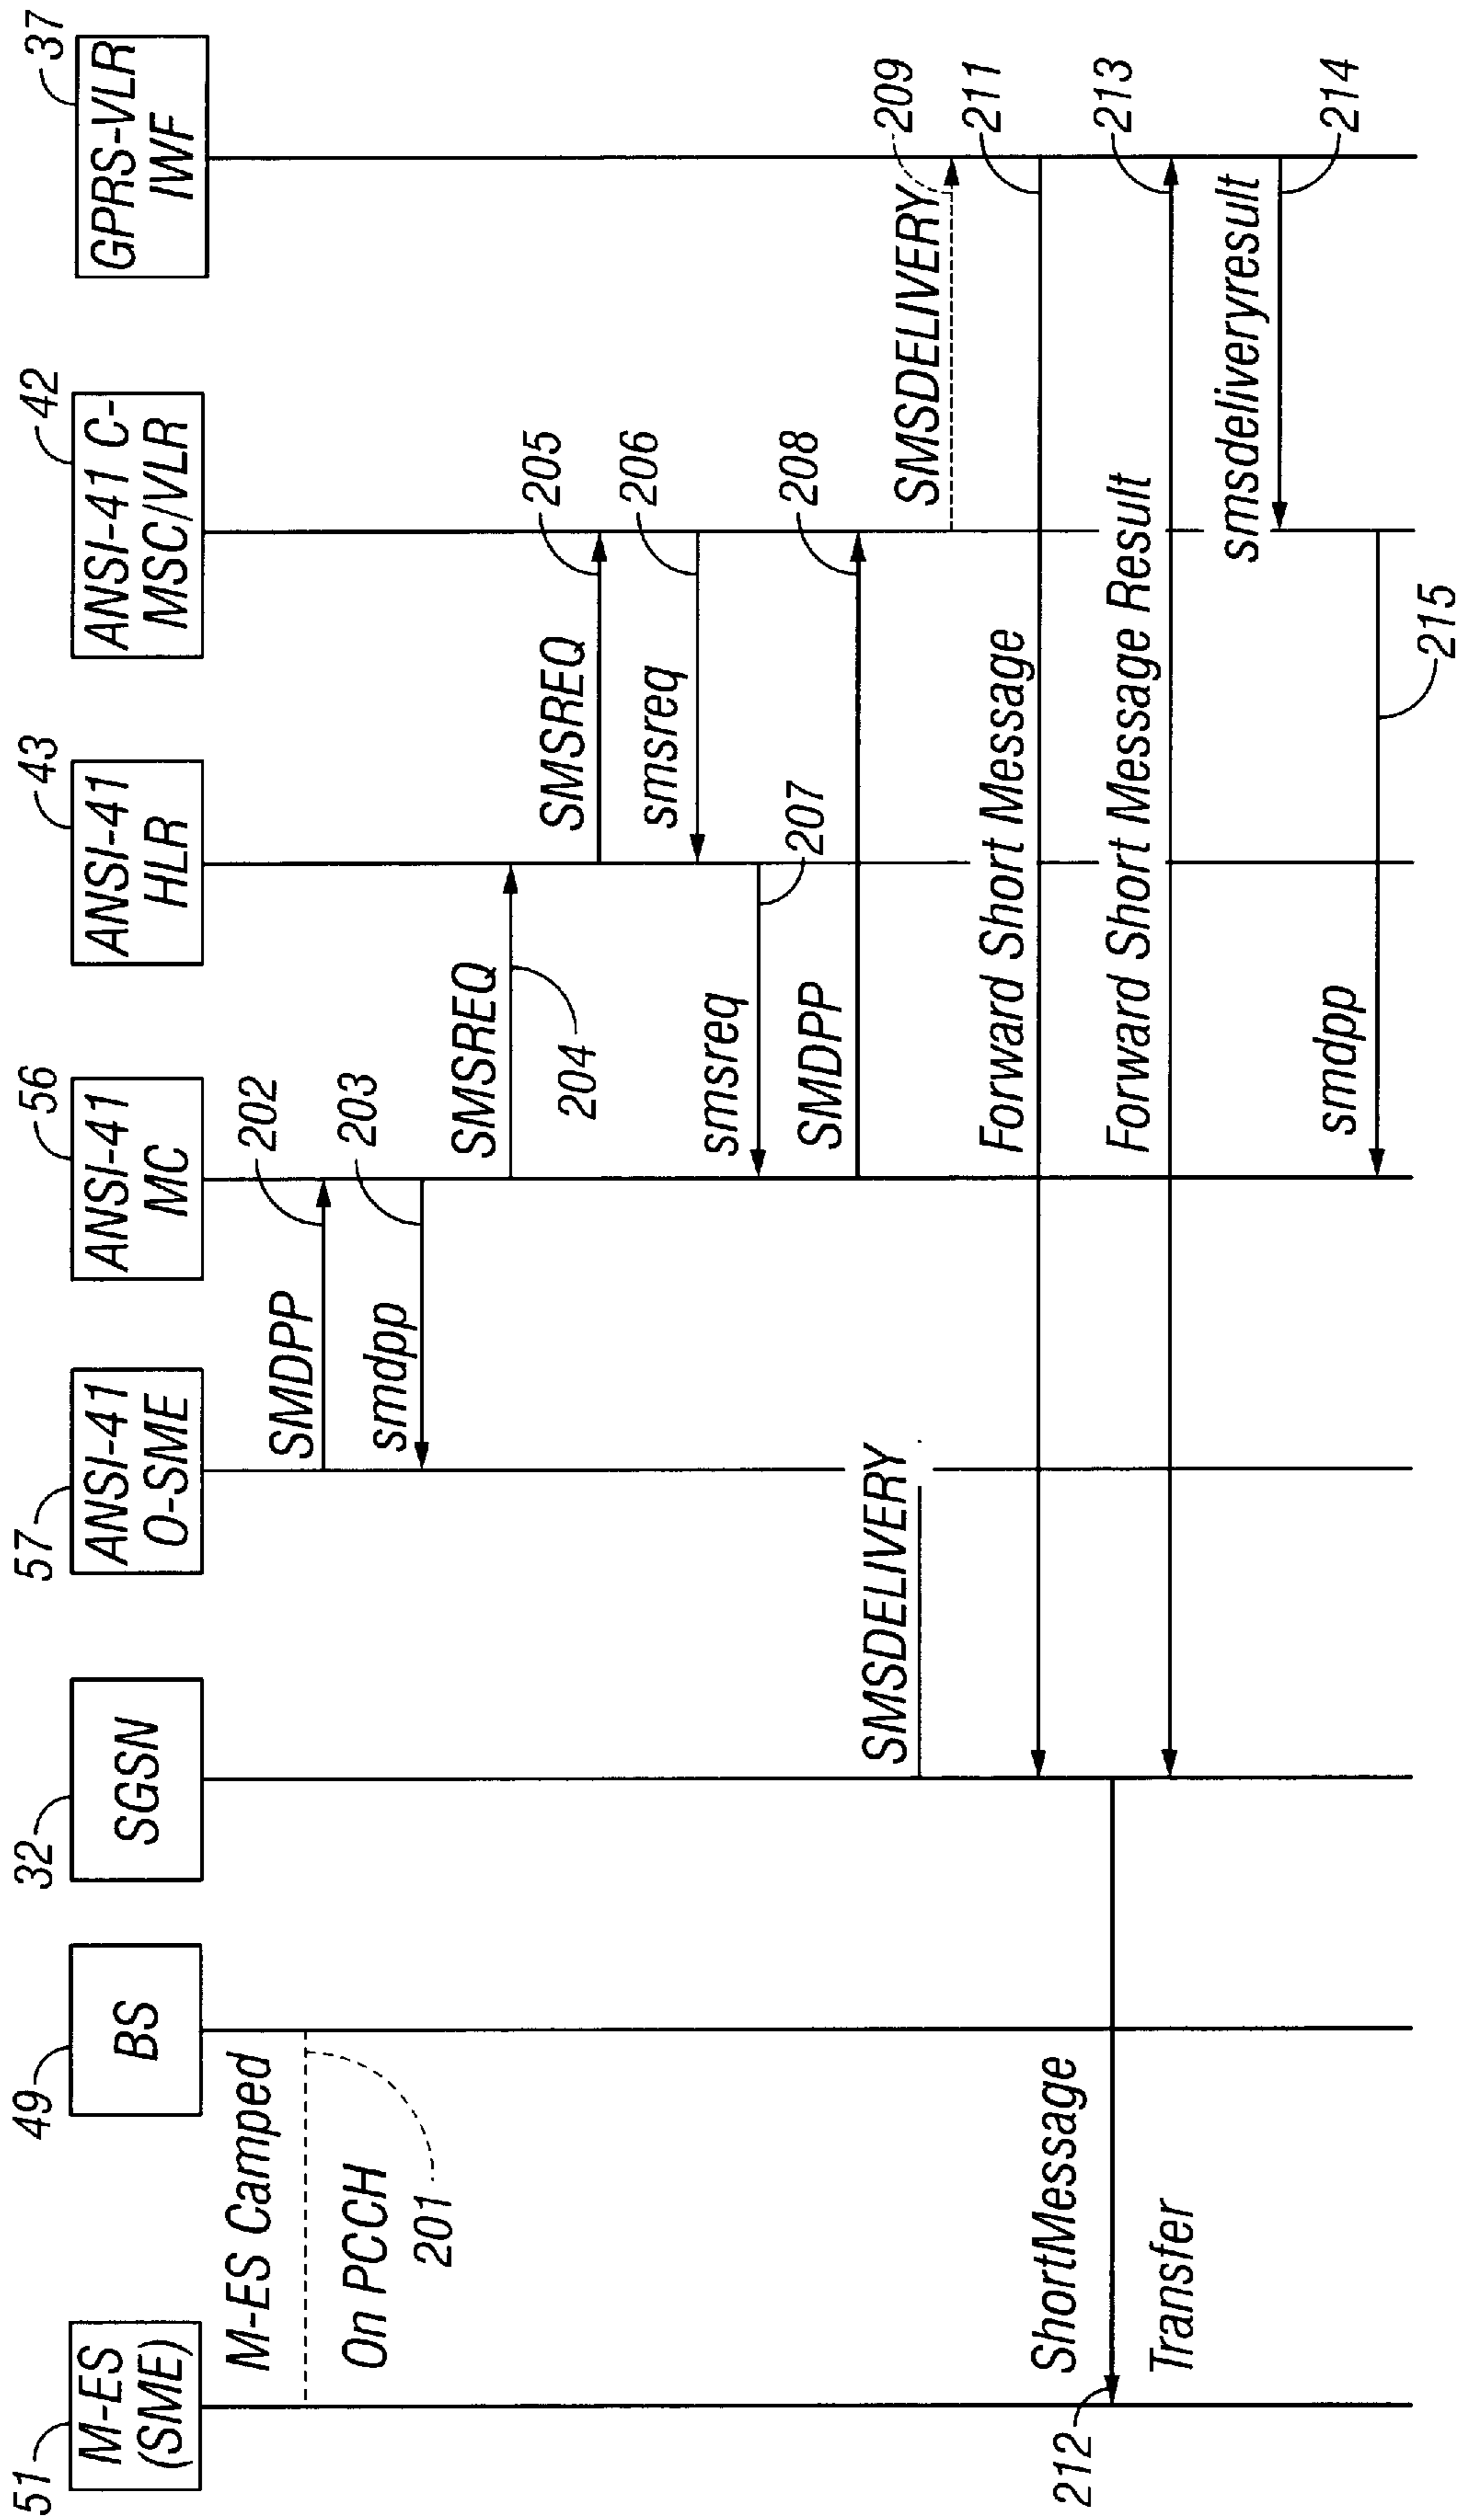 51
M-ES
(SME)
49
BS
32
SGSN
57
ANSI-41
O-SME
56
ANSI-41
MC
43
ANSI-41
HLR
42
ANSI-41 C-
MSC/VLR
37
GPRS-VLR
IWF
M-ES Camped
On PCCH
201
SMDPP
202
smdpp
203
SMSREQ
204
SMSREQ
205
smsreq
206
smsreq
207
SMDPP
208
SMSDELIVERY
SMSDELIVERY
209
Forward Short Message
211
ShortMessage
Transfer
212
Forward Short Message Result
213
smsdeliveryresult
214
smdpp
215